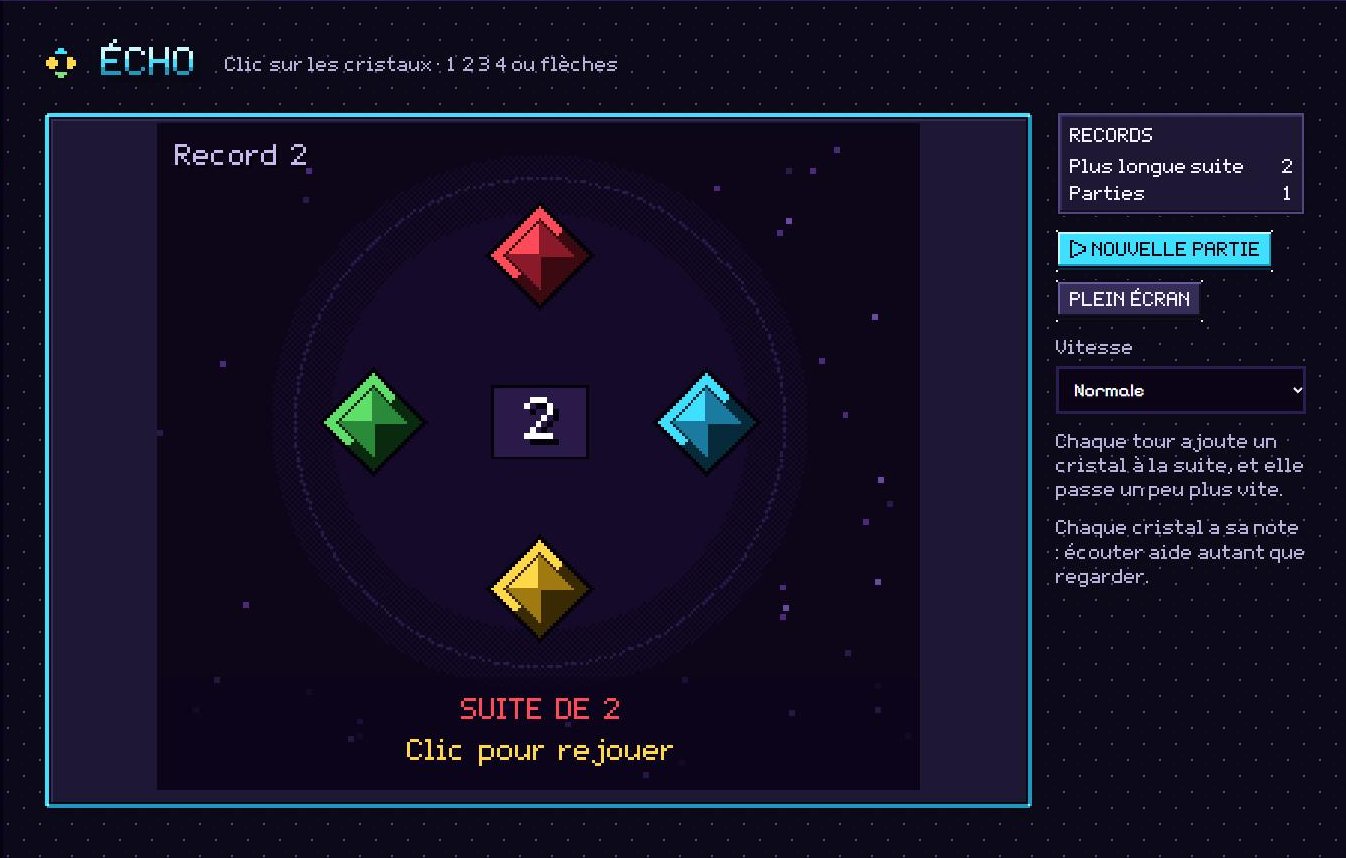 ÉCHO
Clic sur les cristaux · 1 2 3 4 ou flèches
Record 2
2
SUITE DE 2
Clic pour rejouer
RECORDS
Plus longue suite 2
Parties 1
NOUVELLE PARTIE
PLEIN ÉCRAN
Vitesse
Normale
Chaque tour ajoute un
cristal à la suite, et elle
passe un peu plus vite.
Chaque cristal a sa note
: écouter aide autant que
regarder.